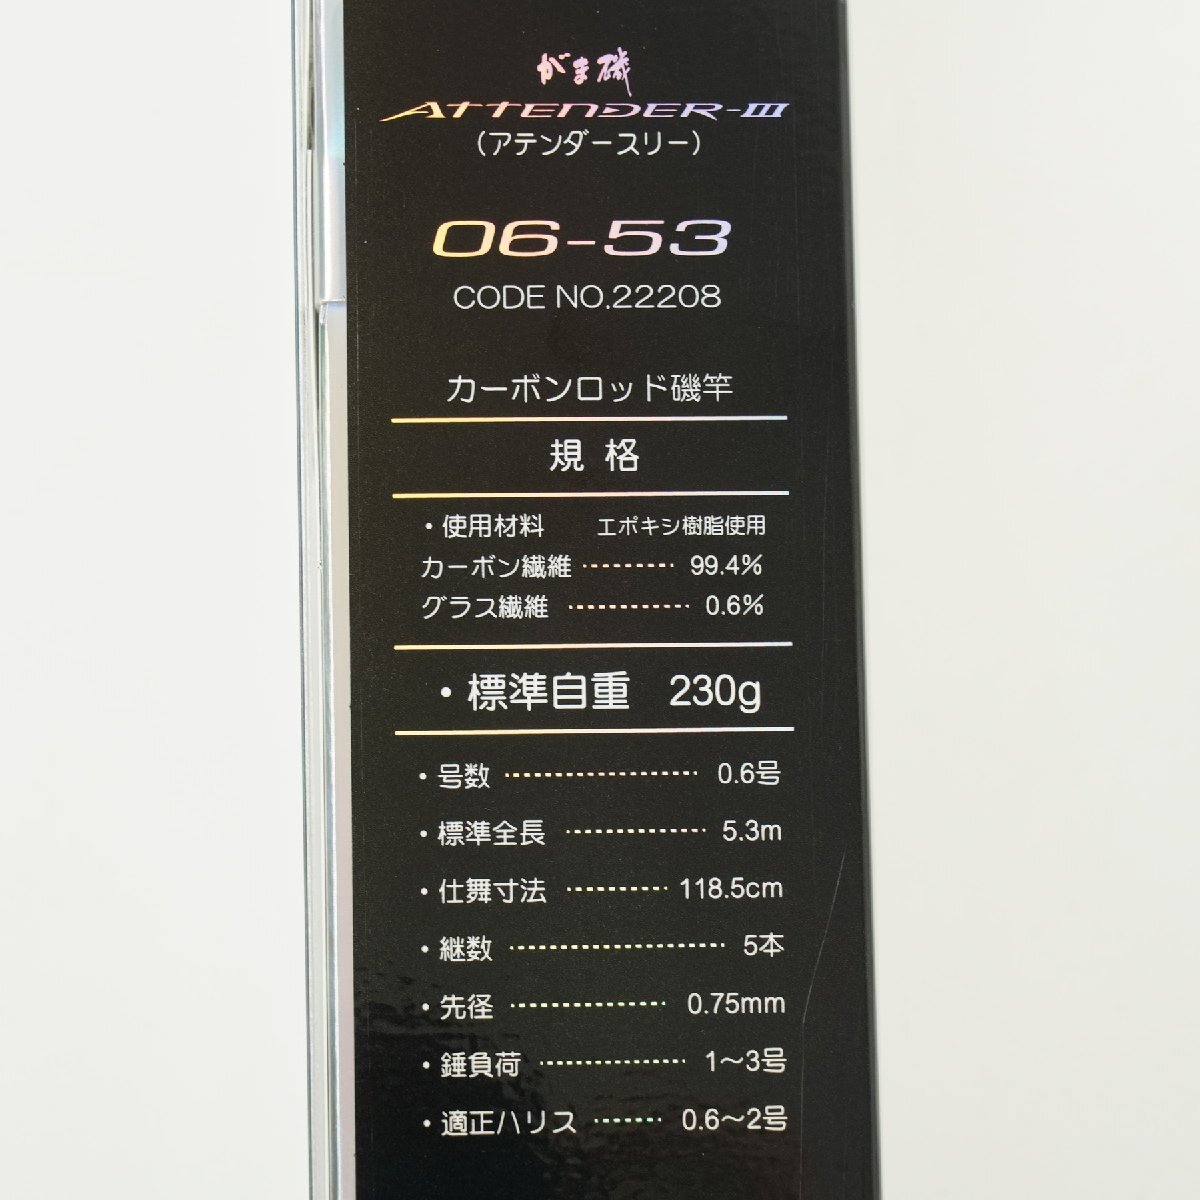 がま磯
ATTENDER-III
（アテンダースリー）
06-53
CODE NO.22208
カーボンロッド磯竿
規格
・使用材料 エポキシ樹脂使用
カーボン繊維 ・・・・・・・・ 99.4%
グラス繊維 ・・・・・・・・・・ 0.6%
・標準自重 230g
・号数 ・・・・・・・・・・・・・・・・ 0.6号
・標準全長 ・・・・・・・・・・・・ 5.3m
・仕舞寸法 ・・・・・・・・ 118.5cm
・継数 ・・・・・・・・・・・・・・・・・・ 5本
・先径 ・・・・・・・・・・・・・ 0.75mm
・錘負荷 ・・・・・・・・・・・・ 1〜3号
・適正ハリス ・・・・・・ 0.6〜2号